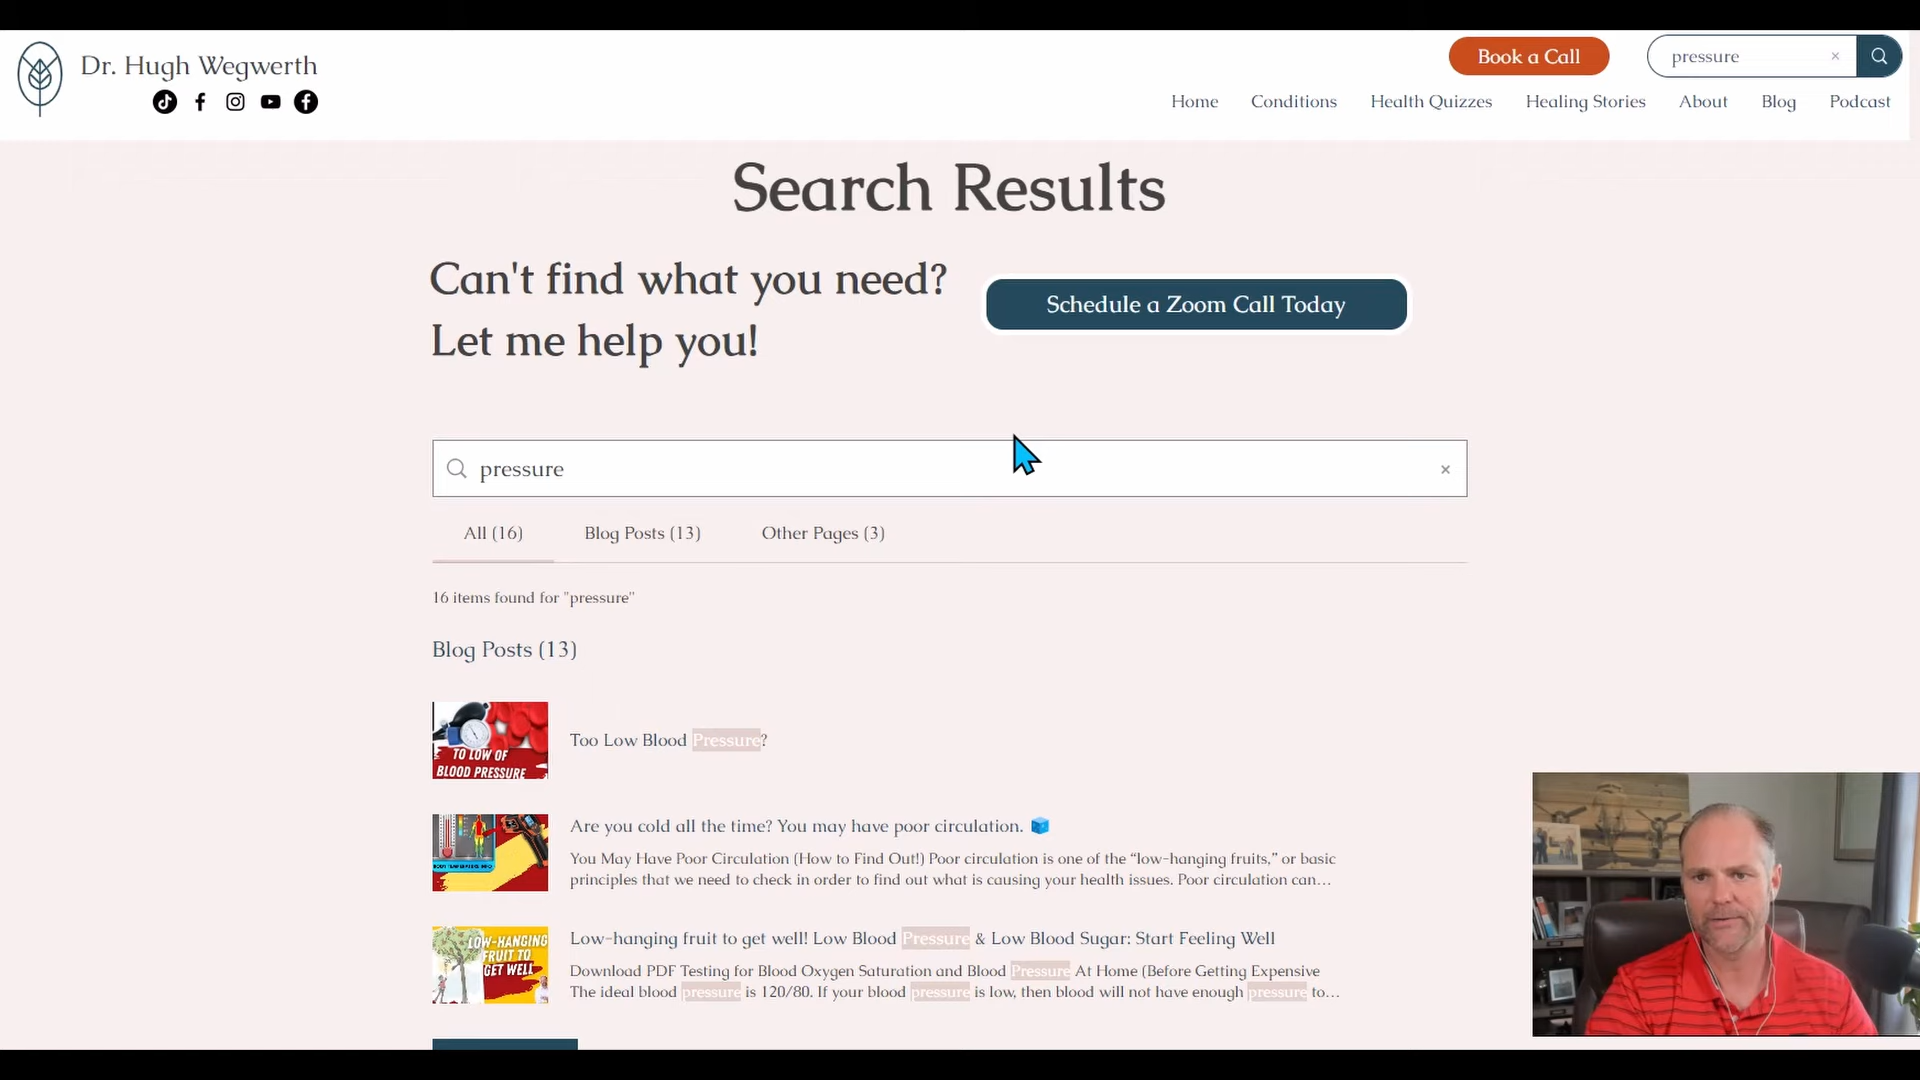 Dr. Hugh Wegwerth
Book a Call
pressure
Home Conditions Health Quizzes Healing Stories About Blog Podcast
Search Results
Can't find what you need?
Let me help you!
Schedule a Zoom Call Today
pressure
All (16) Blog Posts (13) Other Pages (3)
16 items found for "pressure"
Blog Posts (13)
TO LOW OF
BLOOD PRESSURE
Too Low Blood Pressure?
Are you cold all the time? You may have poor circulation.
You May Have Poor Circulation (How to Find Out!) Poor circulation is one of the “low-hanging fruits,” or basic
principles that we need to check in order to find out what is causing your health issues. Poor circulation can…
LOW-HANGING
FRUIT TO
GET WELL
Low-hanging fruit to get well! Low Blood Pressure & Low Blood Sugar: Start Feeling Well
Download PDF Testing for Blood Oxygen Saturation and Blood Pressure At Home (Before Getting Expensive
The ideal blood pressure is 120/80. If your blood pressure is low, then blood will not have enough pressure to…